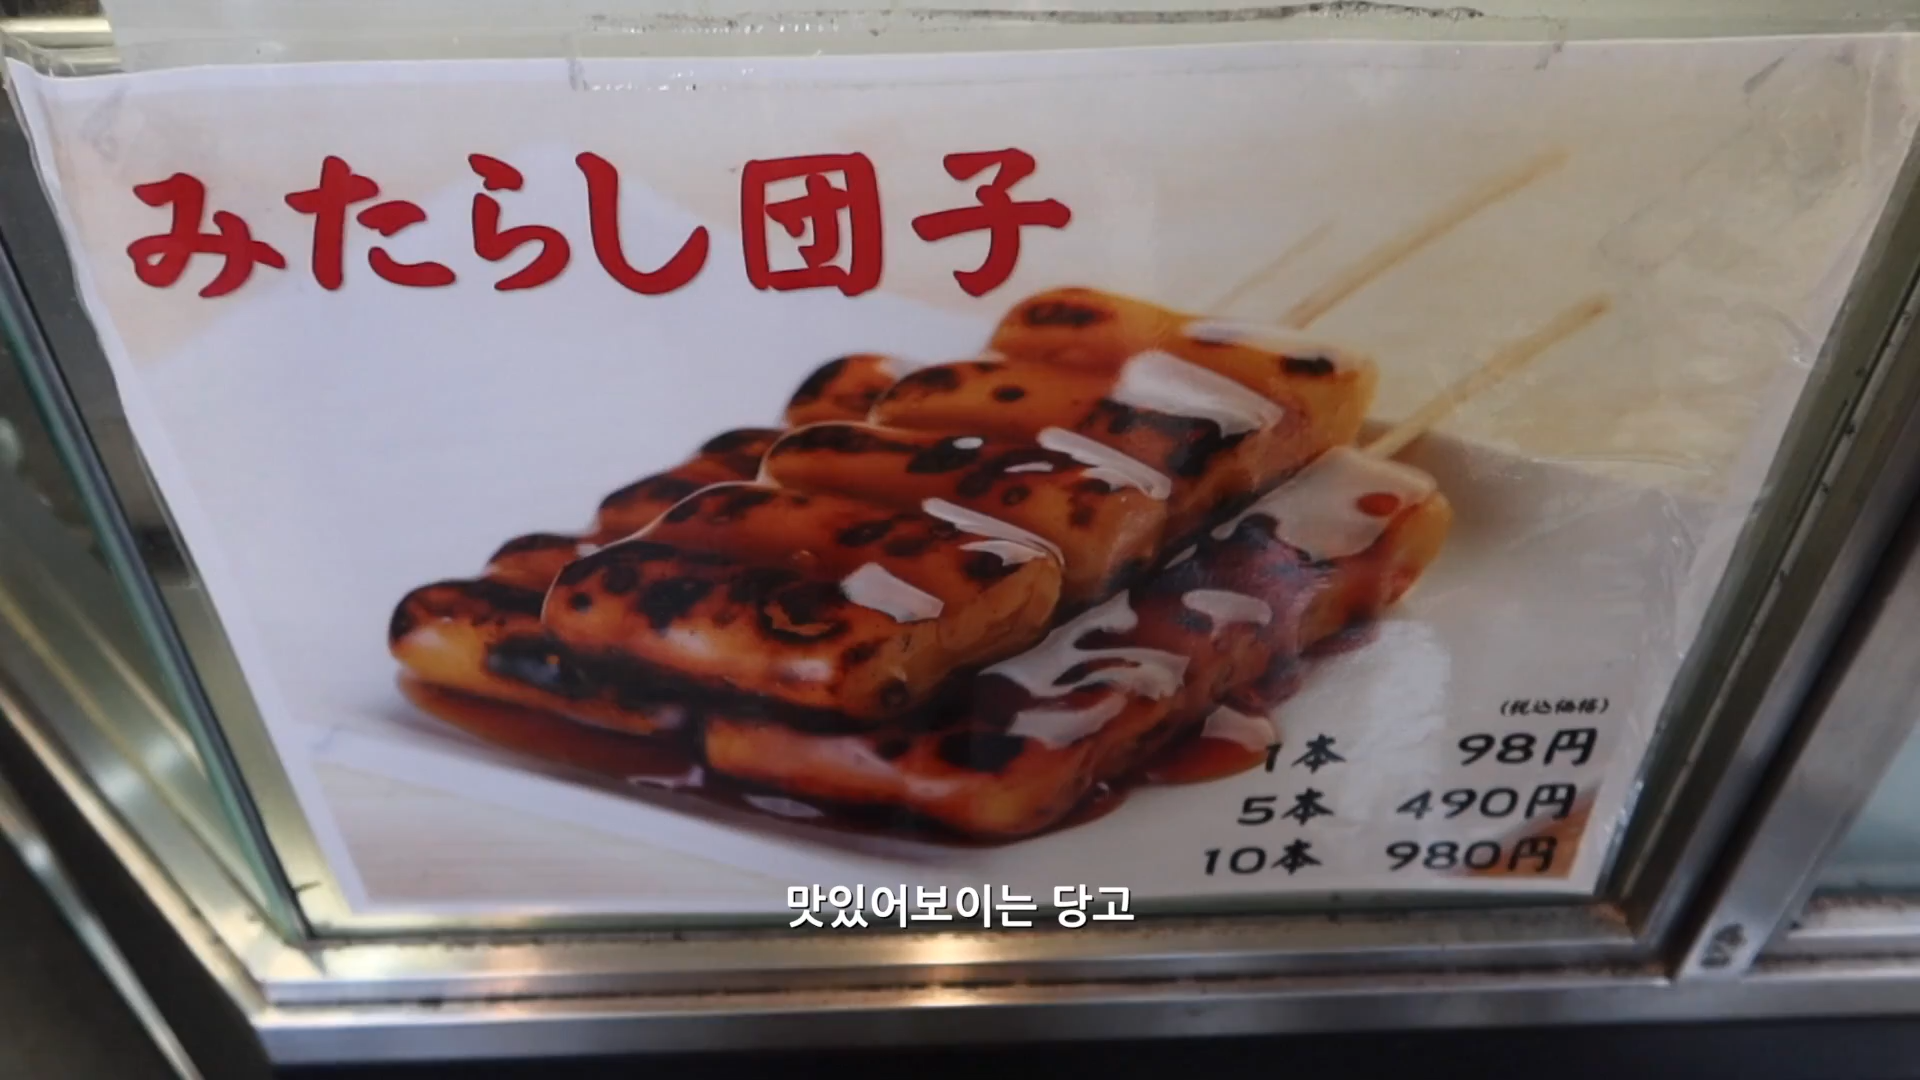 みたらし団子
(税込価格)
1本 98円
5本 490円
10本 980円
맛있어보이는 당고